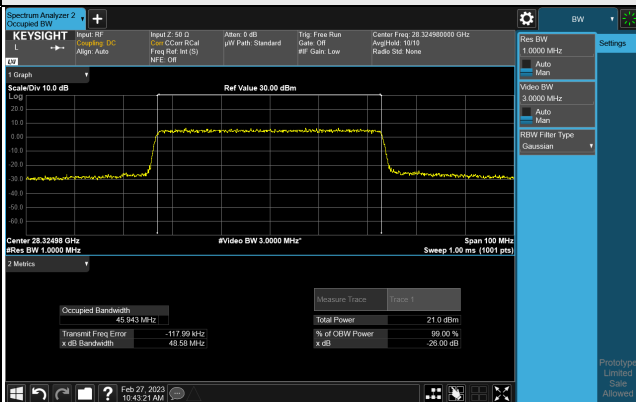 Spectrum Analyzer 2
Occupied BW
KEYSIGHT
L
LXI
Input: RF
Coupling: DC
Align: Auto
Input Z: 50 Ω
Corr CCorr RCal
Freq Ref: Int (S)
NFE: Off
Atten: 0 dB
µW Path: Standard
Trig: Free Run
Gate: Off
#IF Gain: Low
Center Freq: 28.324980000 GHz
Avg|Hold: 10/10
Radio Std: None
BW
Settings
Res BW
1.0000 MHz
Auto
Man
Video BW
3.0000 MHz
Auto
Man
RBW Filter Type
Gaussian
1 Graph
Scale/Div 10.0 dB
Ref Value 30.00 dBm
Log
20.0
10.0
0.00
-10.0
-20.0
-30.0
-40.0
-50.0
-60.0
Center 28.32498 GHz
#Video BW 3.0000 MHz*
Span 100 MHz
#Res BW 1.0000 MHz
Sweep 1.00 ms (1001 pts)
2 Metrics
Measure Trace
Trace 1
Occupied Bandwidth
45.943 MHz
Total Power
21.0 dBm
Transmit Freq Error
-117.99 kHz
% of OBW Power
99.00 %
x dB Bandwidth
48.58 MHz
x dB
-26.00 dB
Feb 27, 2023
10:43:21 AM
Prototype
Limited
Sale
Allowed